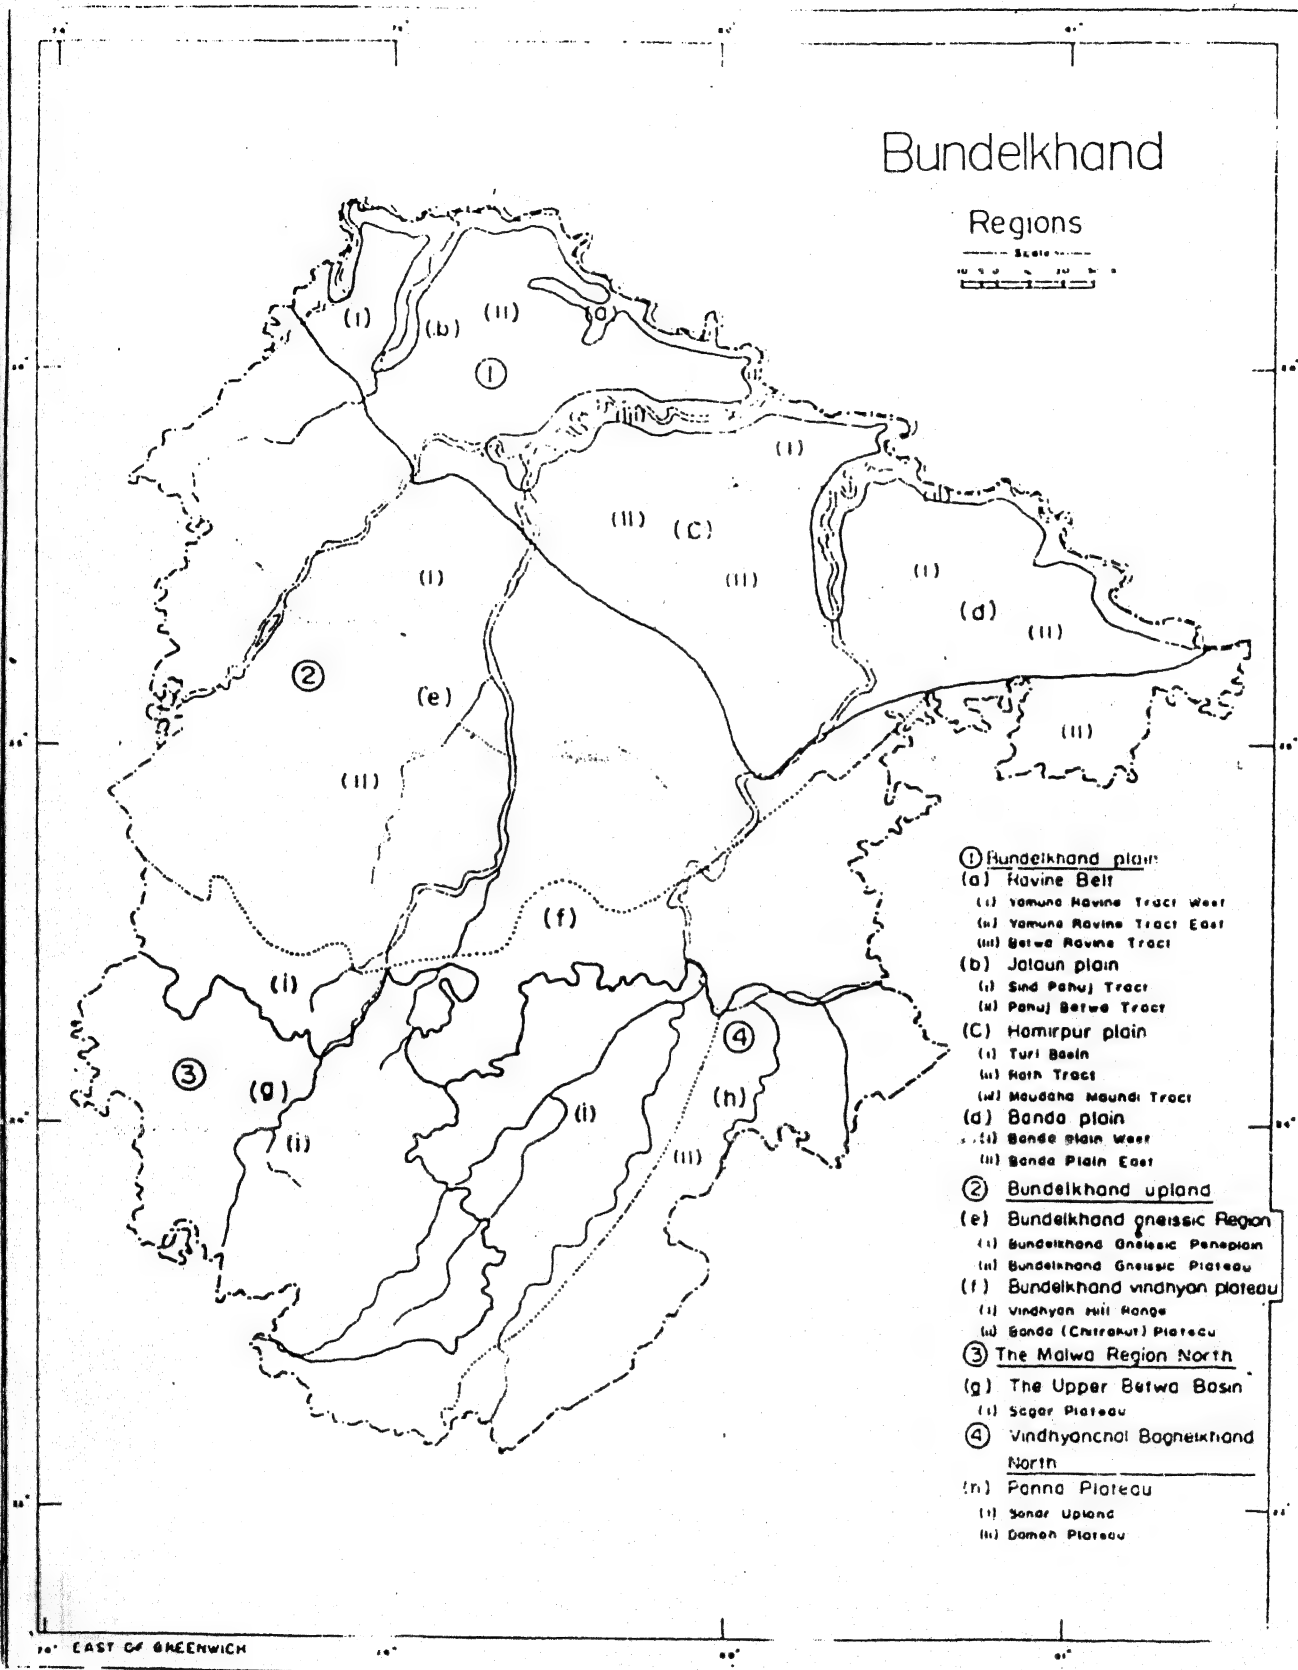 Bundelkhand
Regions
Scale
(I)
(b)
(II)
(a)
①
(I)
(II)
(C)
(II)
(I)
(I)
(d)
(II)
②
(e)
(II)
(II)
(f)
(i)
③
(g)
(i)
(i)
④
(h)
(II)
① Bundelkhand plain
(a) Ravine Belt
(i) Yamuna Ravine Tract West
(ii) Yamuna Ravine Tract East
(iii) Betwa Ravine Tract
(b) Jalaun plain
(i) Sind Pahuj Tract
(ii) Pahuj Betwa Tract
(C) Hamirpur plain
(i) Turi Basin
(ii) Rath Tract
(iii) Maudaha Maundi Tract
(d) Banda plain
(i) Banda plain West
(ii) Banda Plain East
② Bundelkhand upland
(e) Bundelkhand gneissic Region
(i) Bundelkhand Gneissic Peneplain
(ii) Bundelkhand Gneissic Plateau
(f) Bundelkhand vindhyan plateau
(i) Vindhyan Hill Range
(ii) Banda (Chitrakut) Plateau
③ The Malwa Region North
(g) The Upper Betwa Basin
(i) Sagar Plateau
④ Vindhyanchal Baghelkhand
North
(h) Panna Plateau
(i) Sonar Upland
(ii) Damoh Plateau
EAST OF GREENWICH